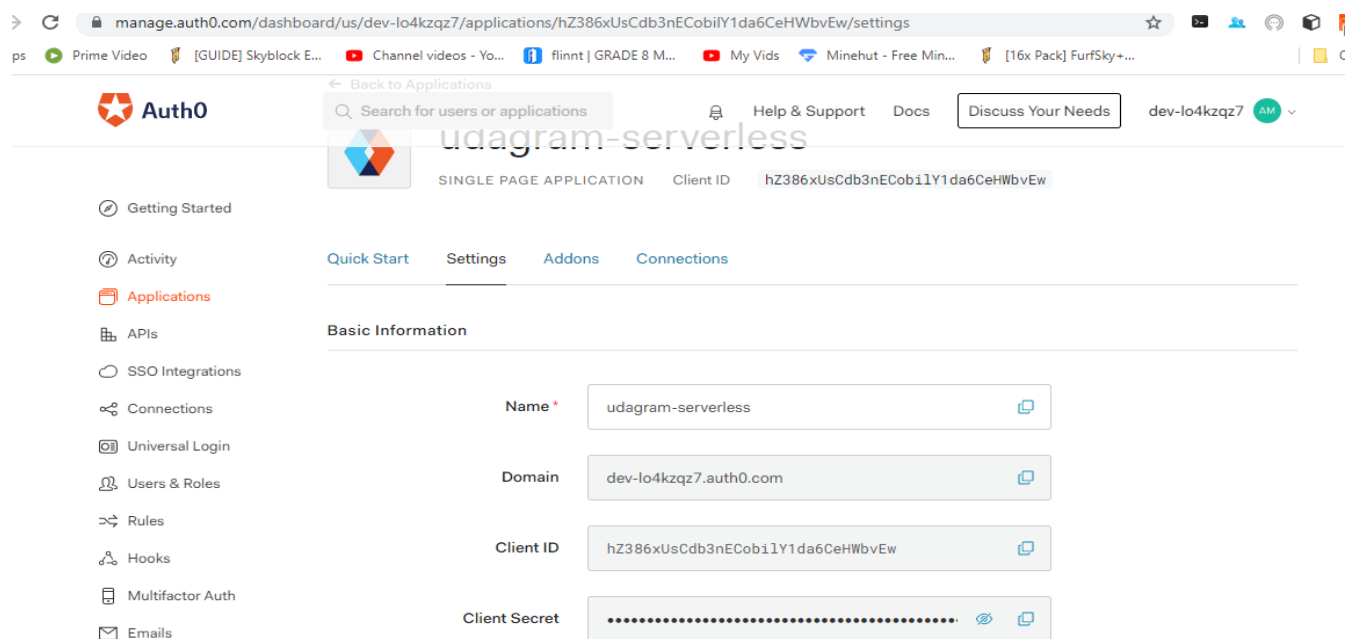 manage.auth0.com/dashboard/us/dev-lo4kzqz7/applications/hZ386xUsCdb3nECobilY1da6CeHWbvEw/settings
ps Prime Video [GUIDE] Skyblock E... Channel videos - Yo... flinnt | GRADE 8 M... My Vids Minehut - Free Min... [16x Pack] FurfSky+...
← Back to Applications
Auth0 Search for users or applications Help & Support Docs Discuss Your Needs dev-lo4kzqz7 AM
udagram-serverless
SINGLE PAGE APPLICATION Client ID hZ386xUsCdb3nECobilY1da6CeHWbvEw
Getting Started
Activity
Applications
APIs
SSO Integrations
Connections
Universal Login
Users & Roles
Rules
Hooks
Multifactor Auth
Emails
Quick Start Settings Addons Connections
Basic Information
Name * udagram-serverless
Domain dev-lo4kzqz7.auth0.com
Client ID hZ386xUsCdb3nECobilY1da6CeHWbvEw
Client Secret